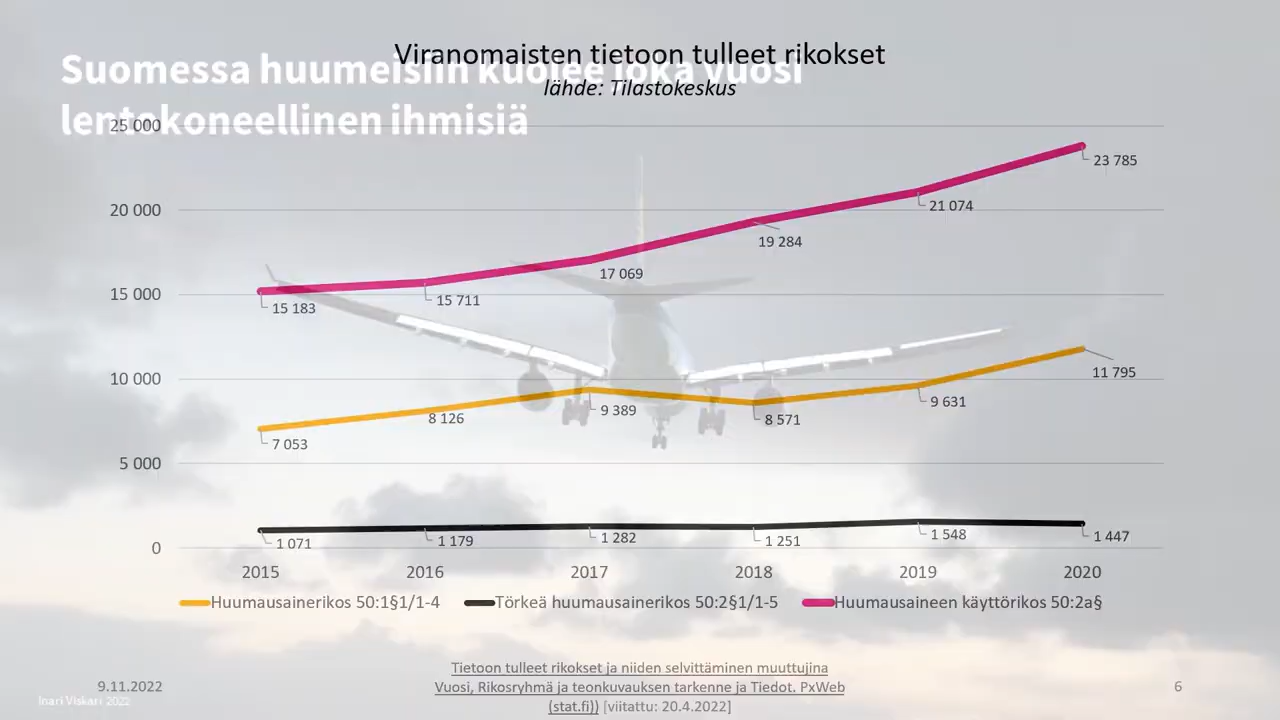 Viranomaisten tietoon tulleet rikokset
lähde: Tilastokeskus
Suomessa huumeisiin kuolee joka vuosi
lentokoneellinen ihmisiä
25 000
20 000
15 000
10 000
5 000
0
23 785
21 074
19 284
17 069
15 711
15 183
11 795
9 631
8 571
9 389
8 126
7 053
1 071
1 179
1 282
1 251
1 548
1 447
2015 2016 2017 2018 2019 2020
Huumausainerikos 50:1§1/1-4 Törkeä huumausainerikos 50:2§1/1-5 Huumausaineen käyttörikos 50:2a§
Tietoon tulleet rikokset ja niiden selvittäminen muuttujina
Vuosi, Rikosryhmä ja teonkuvauksen tarkenne ja Tiedot. PxWeb
(stat.fi)) [viitattu: 20.4.2022]
9.11.2022
Inari Viskari 2022
6